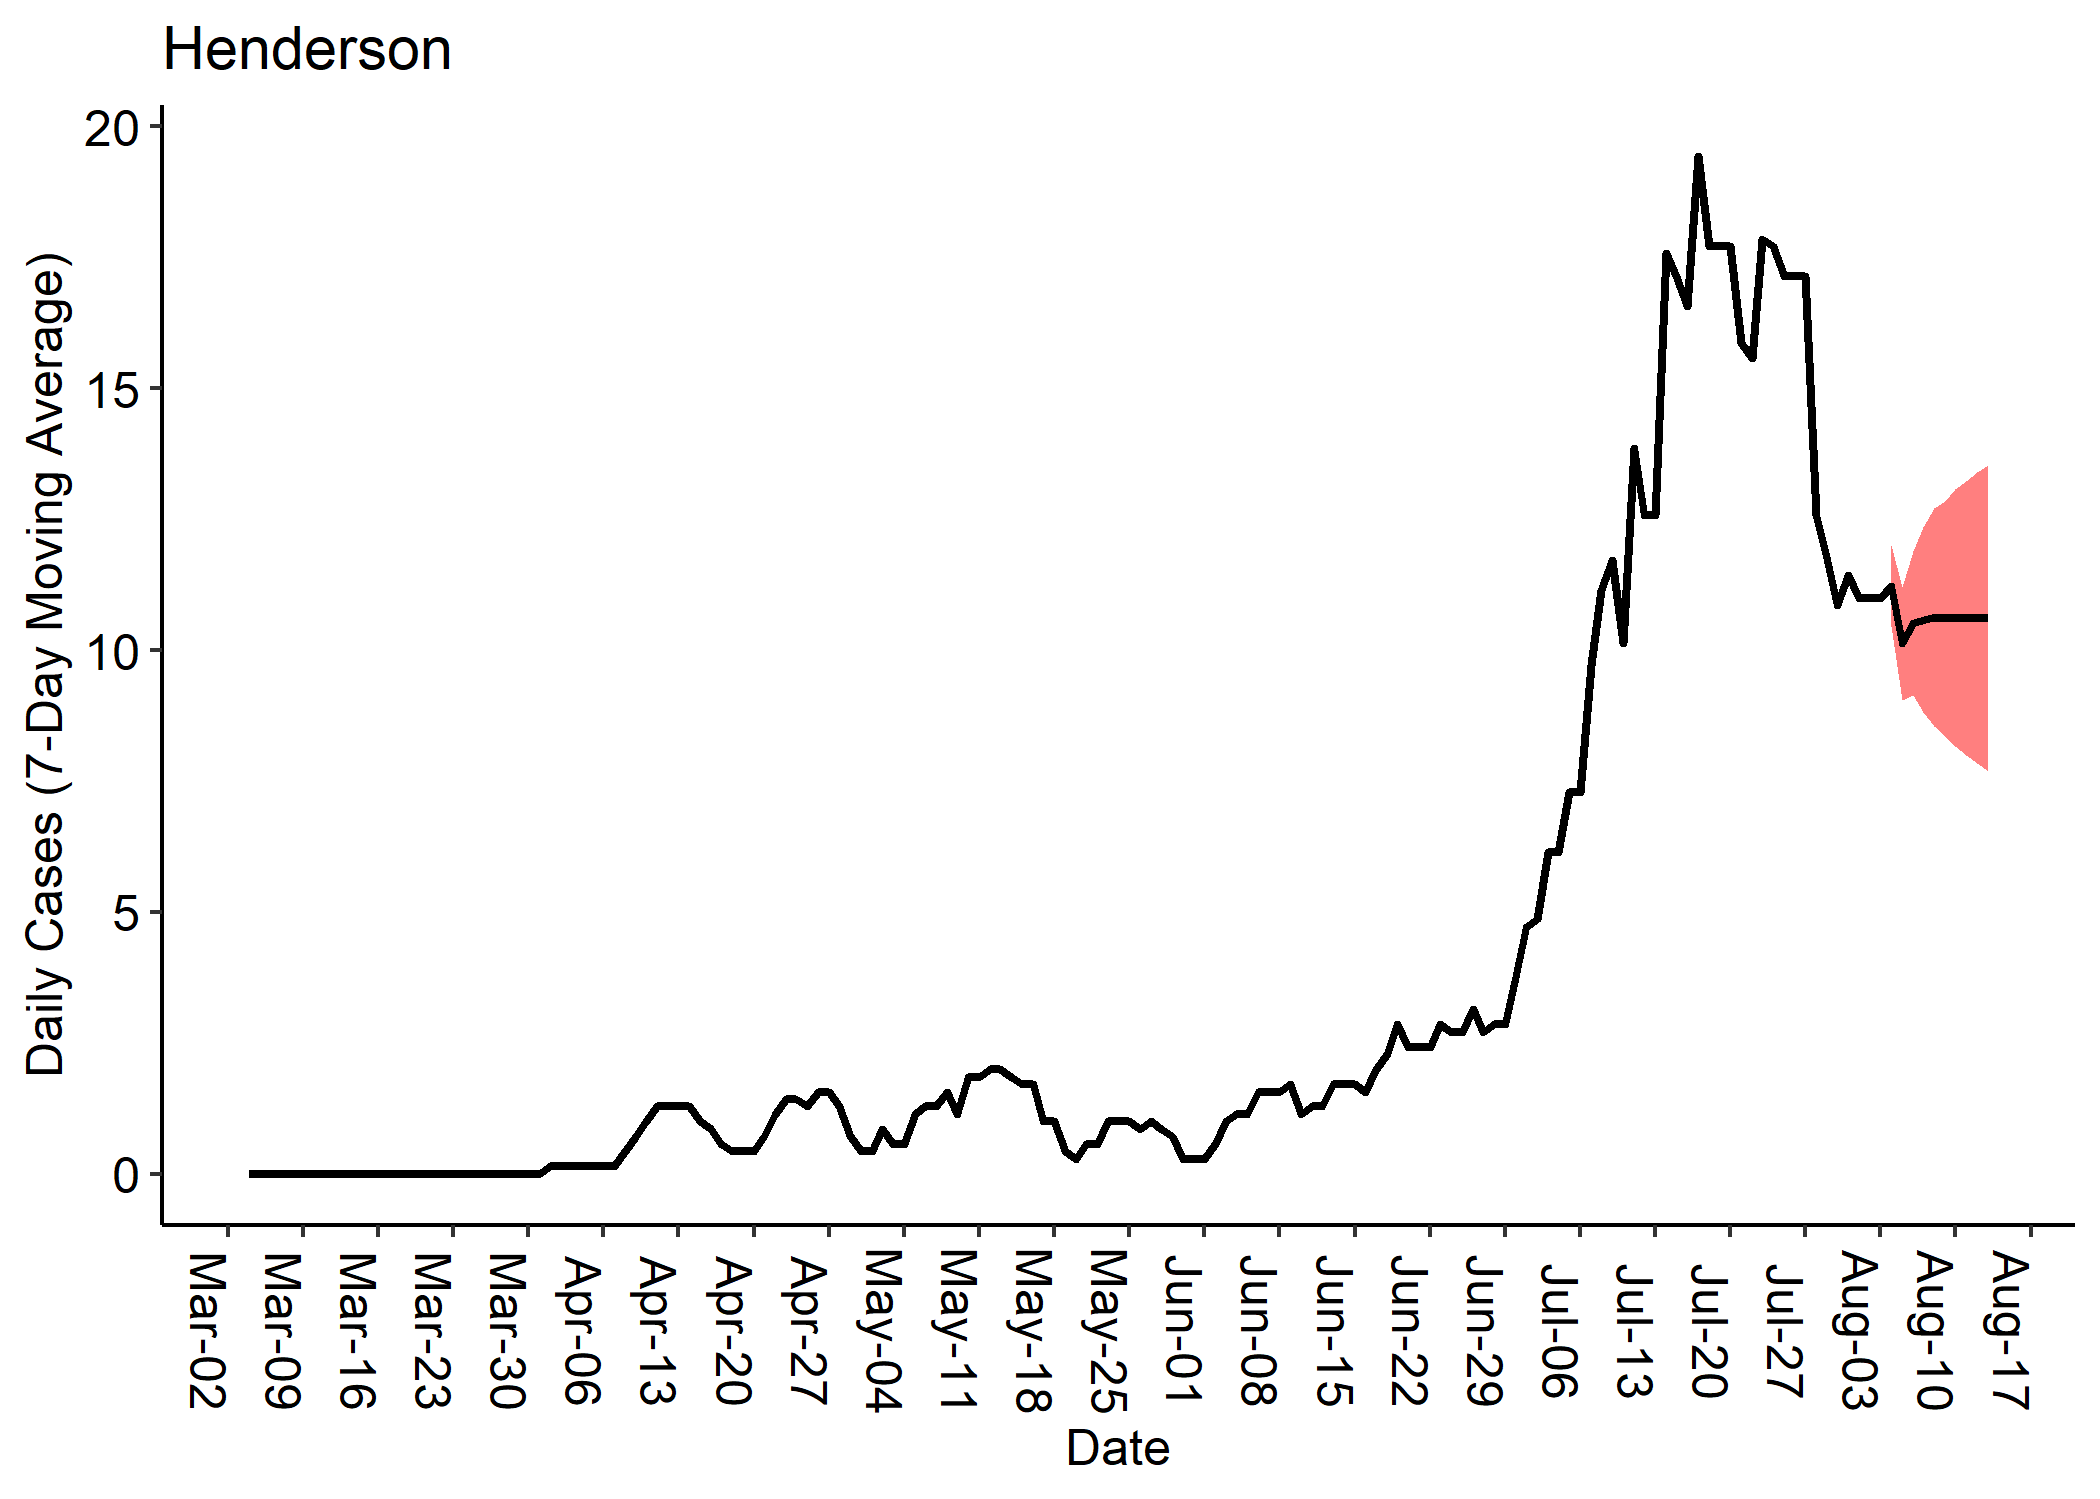 Henderson
Daily Cases (7-Day Moving Average)
20
15
10
5
0
Mar-02
Mar-09
Mar-16
Mar-23
Mar-30
Apr-06
Apr-13
Apr-20
Apr-27
May-04
May-11
May-18
May-25
Jun-01
Jun-08
Jun-15
Jun-22
Jun-29
Jul-06
Jul-13
Jul-20
Jul-27
Aug-03
Aug-10
Aug-17
Date